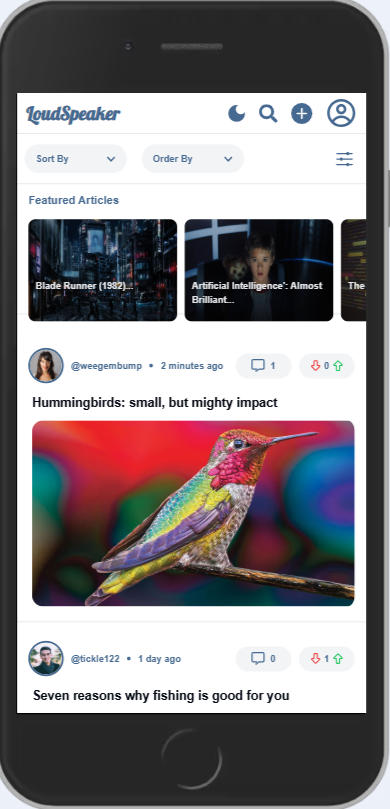 LoudSpeaker
Sort By
Order By
Featured Articles
Blade Runner (1982)...
Artificial Intelligence': Almost
Brilliant...
The
@weegembump • 2 minutes ago
1
0
Hummingbirds: small, but mighty impact
@tickle122 • 1 day ago
0
1
Seven reasons why fishing is good for you